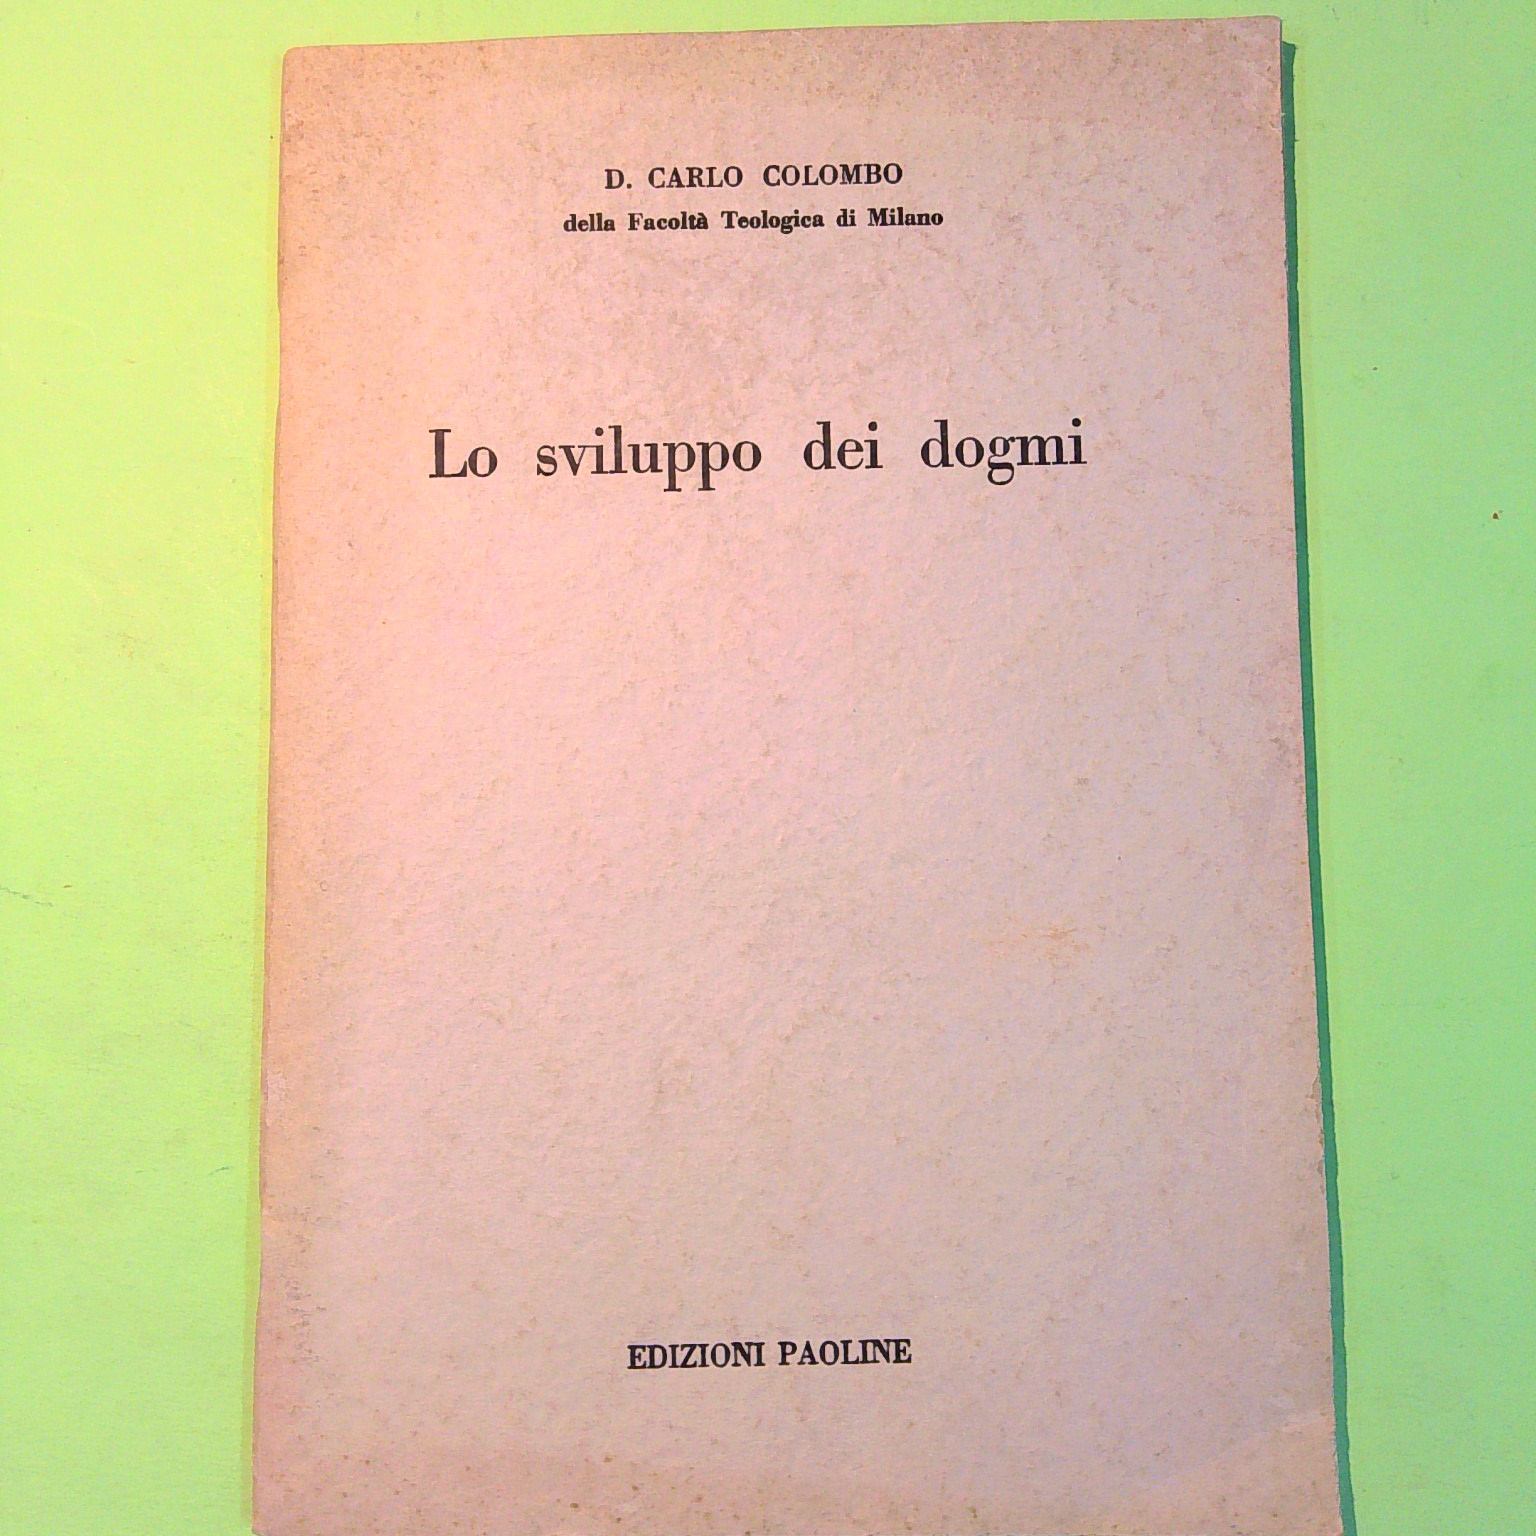 D. CARLO COLOMBO
della Facoltà Teologica di Milano
Lo sviluppo dei dogmi
EDIZIONI PAOLINE